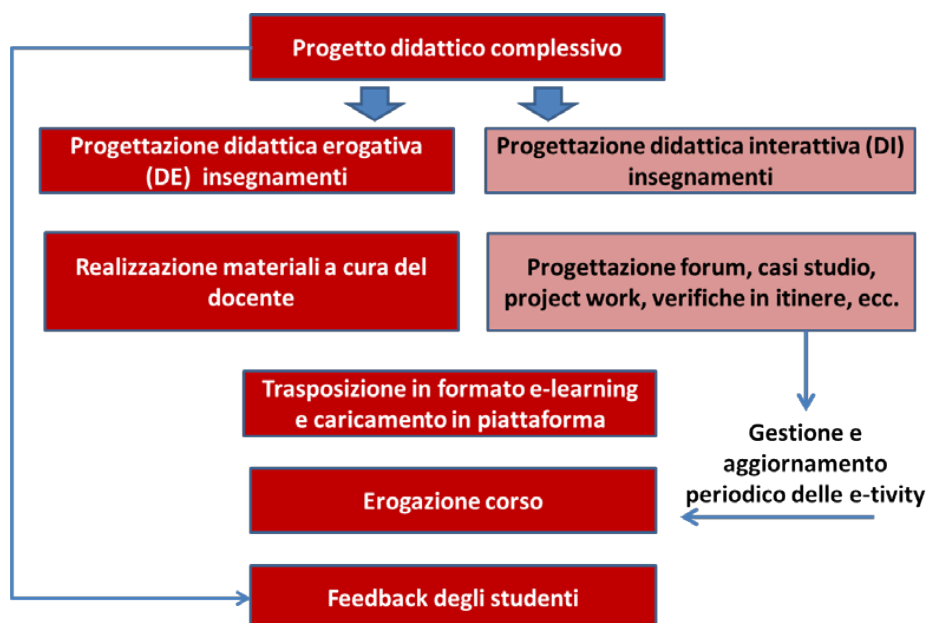 Progetto didattico complessivo
Progettazione didattica erogativa
(DE) insegnamenti
Progettazione didattica interattiva (DI)
insegnamenti
Realizzazione materiali a cura del
docente
Progettazione forum, casi studio,
project work, verifiche in itinere, ecc.
Trasposizione in formato e-learning
e caricamento in piattaforma
Gestione e
aggiornamento
periodico delle e-tivity
Erogazione corso
Feedback degli studenti